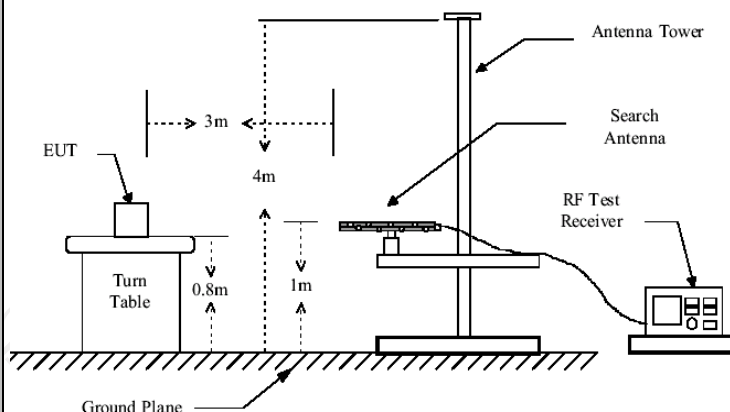 Antenna Tower
3m
Search
Antenna
EUT
4m
RF Test
Receiver
Turn
Table
0.8m
1m
Ground Plane